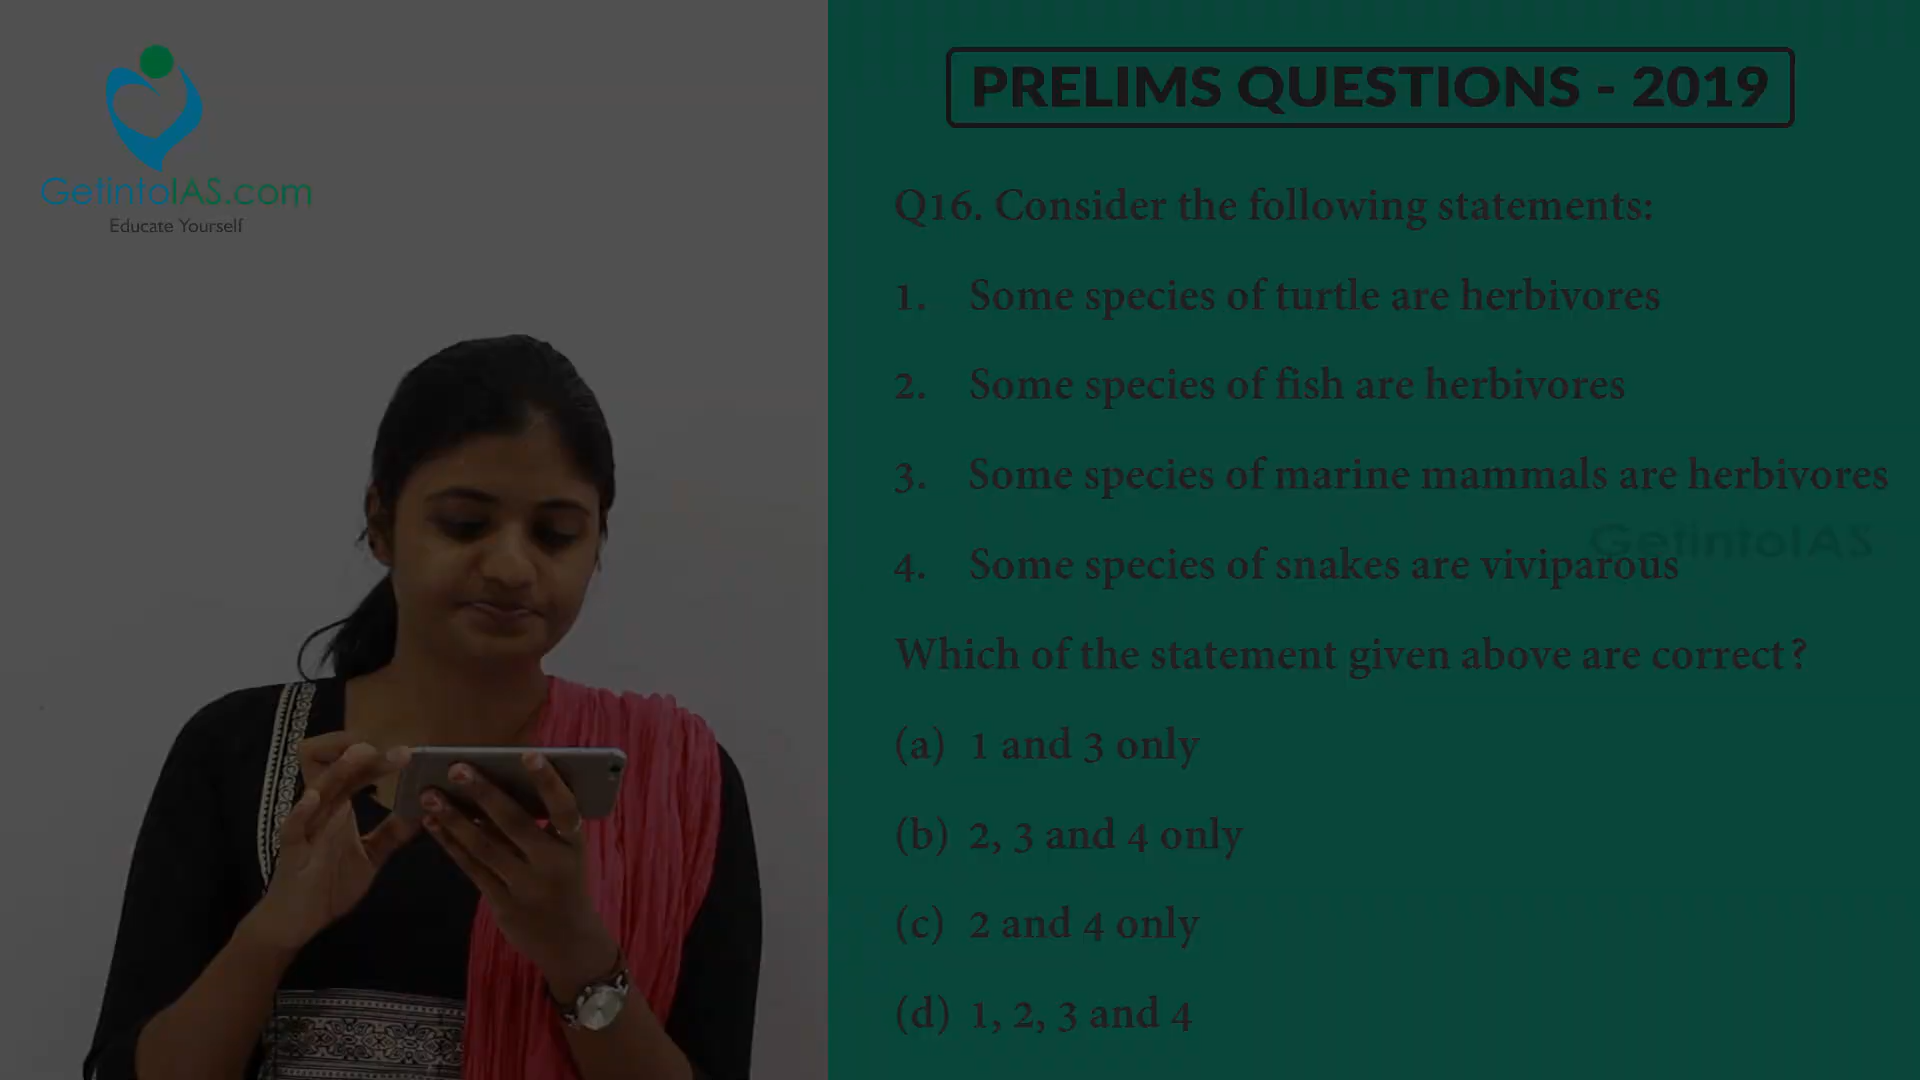 GetintoIAS.com
Educate Yourself
PRELIMS QUESTIONS - 2019
Q16. Consider the following statements:
1. Some species of turtle are herbivores
2. Some species of fish are herbivores
3. Some species of marine mammals are herbivores
GetintoIAS
4. Some species of snakes are viviparous
Which of the statement given above are correct?
(a) 1 and 3 only
(b) 2, 3 and 4 only
(c) 2 and 4 only
(d) 1, 2, 3 and 4